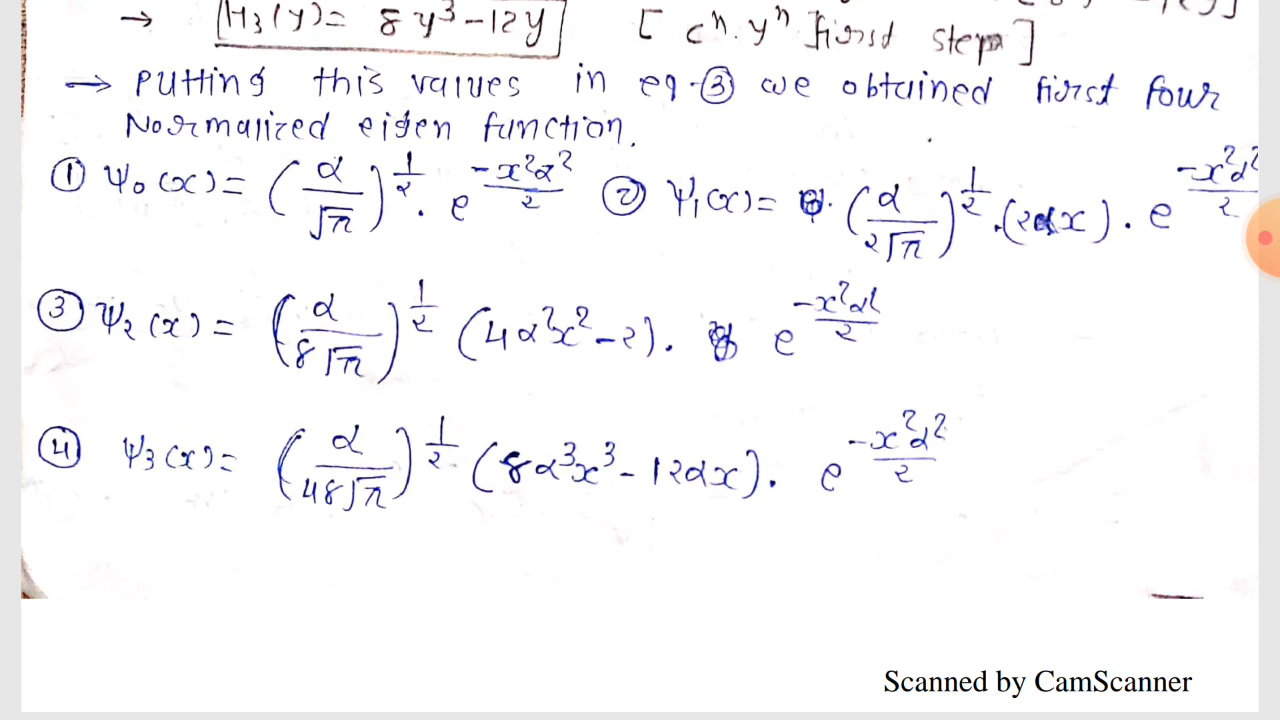 → H₃(y) = 8y³-12y [ cⁿ.yⁿ first step ]
→ Putting this values in eq-③ we obtained first four
Normalized eigen function.
① Ψ₀(x) = (α/√π)^1/2 . e^-x²α²/2 ② Ψ₁(x) = (α/2√π)^1/2 .(2αx) . e^-x²α²/2
③ Ψ₂(x) = (α/8√π)^1/2 (4α²x²-2). e^-x²α²/2
④ Ψ₃(x) = (α/48√π)^1/2 (8α³x³-12αx). e^-x²α²/2
Scanned by CamScanner